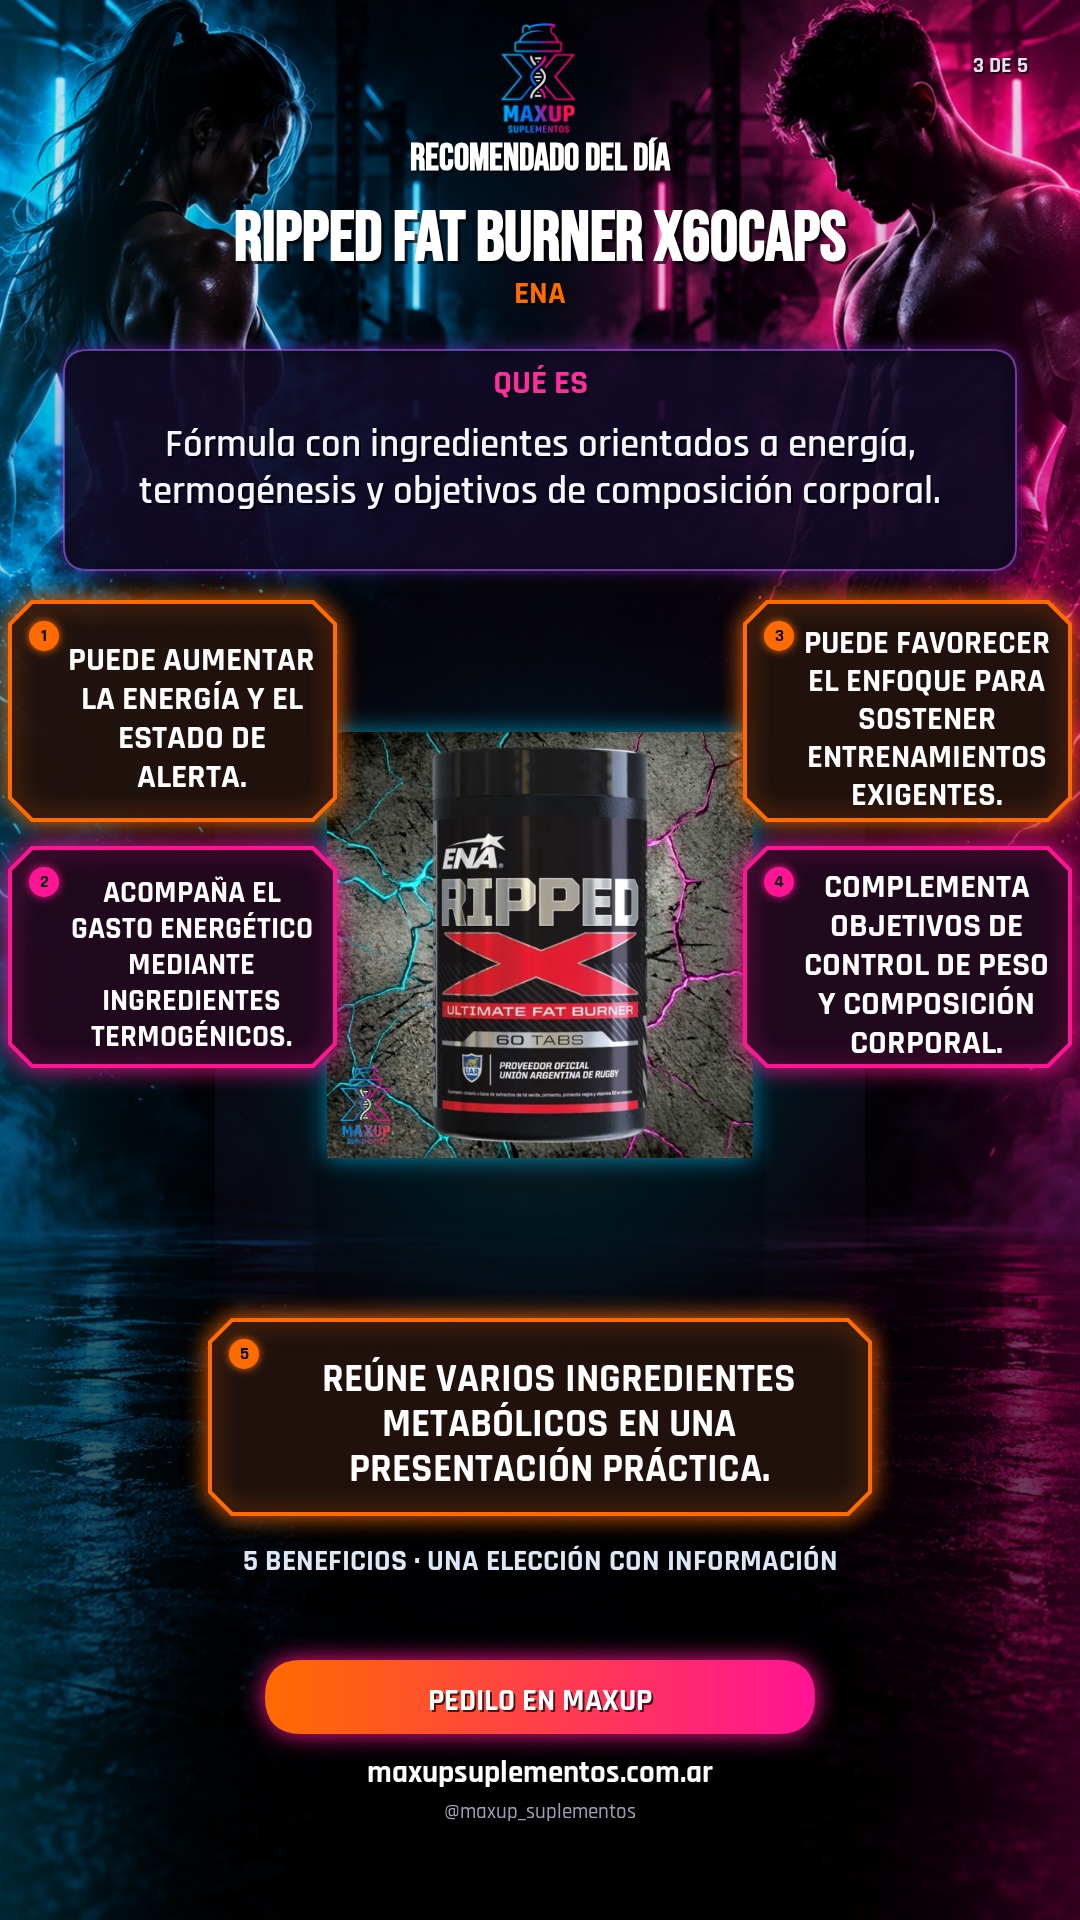 3 DE 5
MAXUP
SUPLEMENTOS
RECOMENDADO DEL DÍA
RIPPED FAT BURNER X60CAPS
ENA
QUÉ ES
Fórmula con ingredientes orientados a energía,
termogénesis y objetivos de composición corporal.
1
PUEDE AUMENTAR
LA ENERGÍA Y EL
ESTADO DE
ALERTA.
2
ACOMPAÑA EL
GASTO ENERGÉTICO
MEDIANTE
INGREDIENTES
TERMOGÉNICOS.
3
PUEDE FAVORECER
EL ENFOQUE PARA
SOSTENER
ENTRENAMIENTOS
EXIGENTES.
4
COMPLEMENTA
OBJETIVOS DE
CONTROL DE PESO
Y COMPOSICIÓN
CORPORAL.
ENA
RIPPED
X
ULTIMATE FAT BURNER
60 TABS
UAR
PROVEEDOR OFICIAL
UNIÓN ARGENTINA DE RUGBY
MAXUP
5
REÚNE VARIOS INGREDIENTES
METABÓLICOS EN UNA
PRESENTACIÓN PRÁCTICA.
5 BENEFICIOS · UNA ELECCIÓN CON INFORMACIÓN
PEDILO EN MAXUP
maxupsuplementos.com.ar
@maxup_suplementos